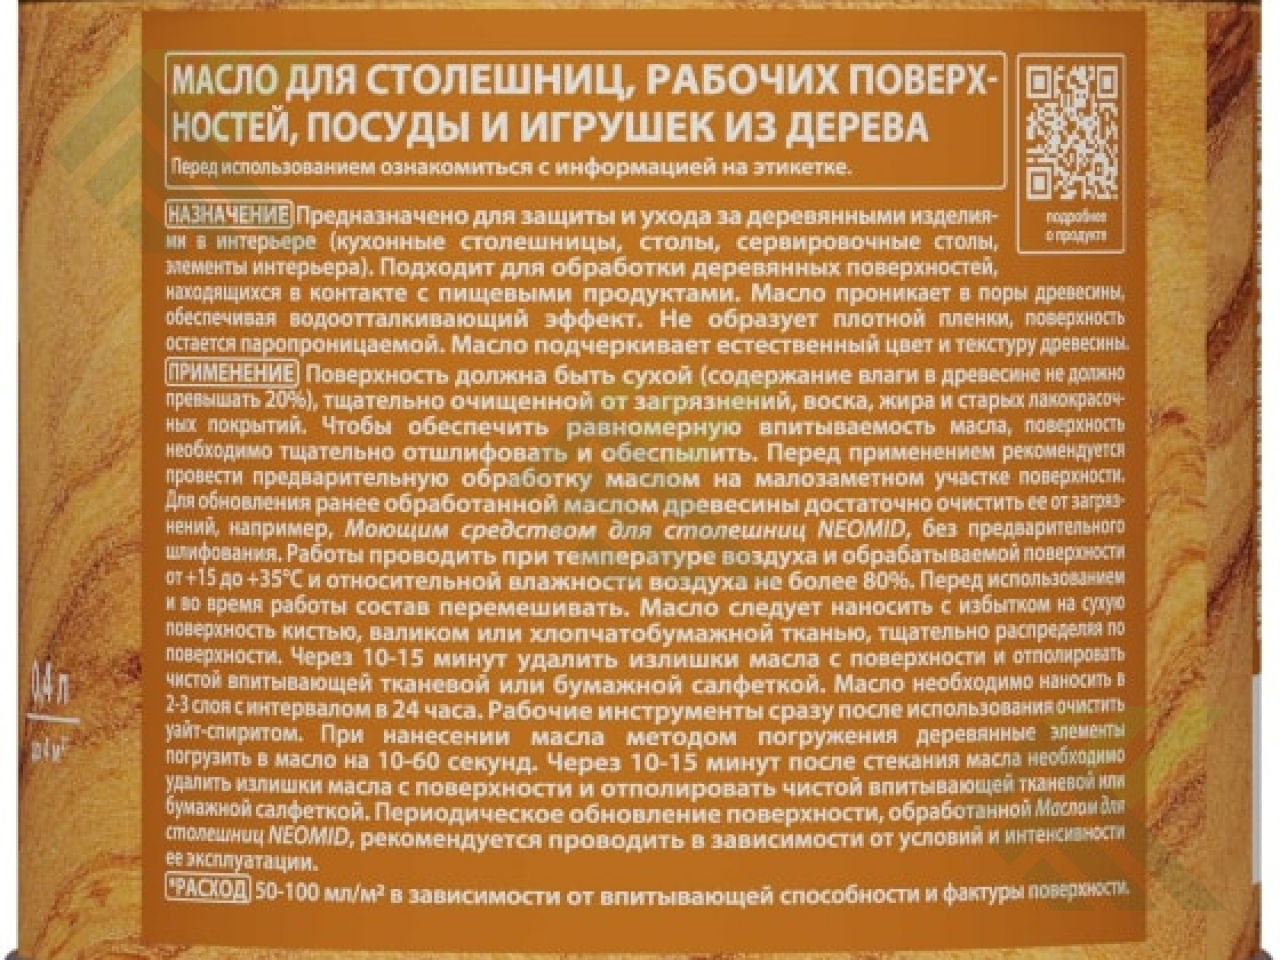 МАСЛО ДЛЯ СТОЛЕШНИЦ, РАБОЧИХ ПОВЕРХ-
НОСТЕЙ, ПОСУДЫ И ИГРУШЕК ИЗ ДЕРЕВА
Перед использованием ознакомиться с информацией на этикетке.
подробнее
о продукте
НАЗНАЧЕНИЕ Предназначено для защиты и ухода за деревянными изделия-
ми в интерьере (кухонные столешницы, столы, сервировочные столы,
элементы интерьера). Подходит для обработки деревянных поверхностей,
находящихся в контакте с пищевыми продуктами. Масло проникает в поры древесины,
обеспечивая водоотталкивающий эффект. Не образует плотной пленки, поверхность
остается паропроницаемой. Масло подчеркивает естественный цвет и текстуру древесины.
ПРИМЕНЕНИЕ Поверхность должна быть сухой (содержание влаги в древесине не должно
превышать 20%), тщательно очищенной от загрязнений, воска, жира и старых лакокрасоч-
ных покрытий. Чтобы обеспечить равномерную впитываемость масла, поверхность
необходимо тщательно отшлифовать и обеспылить. Перед применением рекомендуется
провести предварительную обработку маслом на малозаметном участке поверхности.
Для обновления ранее обработанной маслом древесины достаточно очистить ее от загряз-
нений, например, Моющим средством для столешниц NEOMID, без предварительного
шлифования. Работы проводить при температуре воздуха и обрабатываемой поверхности
от +15 до +35°С и относительной влажности воздуха не более 80%. Перед использованием
и во время работы состав перемешивать. Масло следует наносить с избытком на сухую
поверхность кистью, валиком или хлопчатобумажной тканью, тщательно распределяя по
поверхности. Через 10-15 минут удалить излишки масла с поверхности и отполировать
чистой впитывающей тканевой или бумажной салфеткой. Масло необходимо наносить в
2-3 слоя с интервалом в 24 часа. Рабочие инструменты сразу после использования очистить
уайт-спиритом. При нанесении масла методом погружения деревянные элементы
погрузить в масло на 10-60 секунд. Через 10-15 минут после стекания масла необходимо
удалить излишки масла с поверхности и отполировать чистой впитывающей тканевой или
бумажной салфеткой. Периодическое обновление поверхности, обработанной Маслом для
столешниц NEOMID, рекомендуется проводить в зависимости от условий и интенсивности
ее эксплуатации.
*РАСХОД 50-100 мл/м² в зависимости от впитывающей способности и фактуры поверхности.
0,4 л
до 4 м²